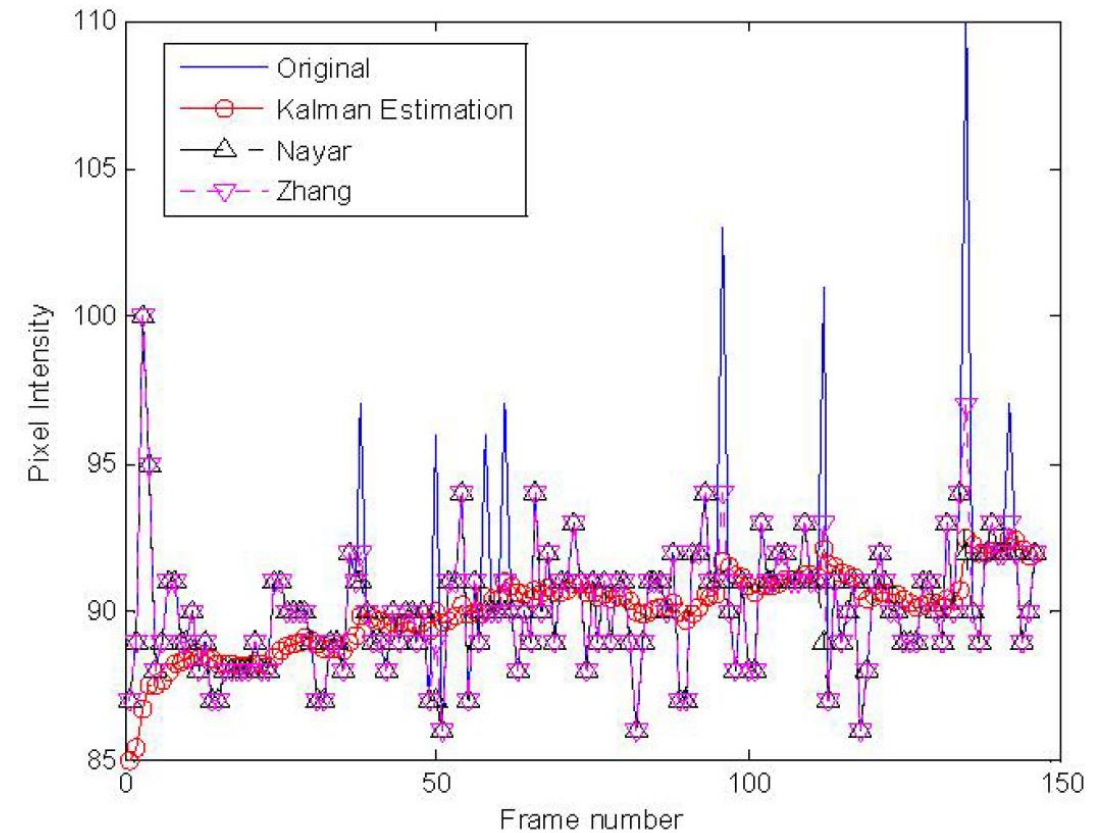 110
105
100
95
90
85
Pixel Intensity
Original
Kalman Estimation
Nayar
Zhang
0
50
100
150
Frame number